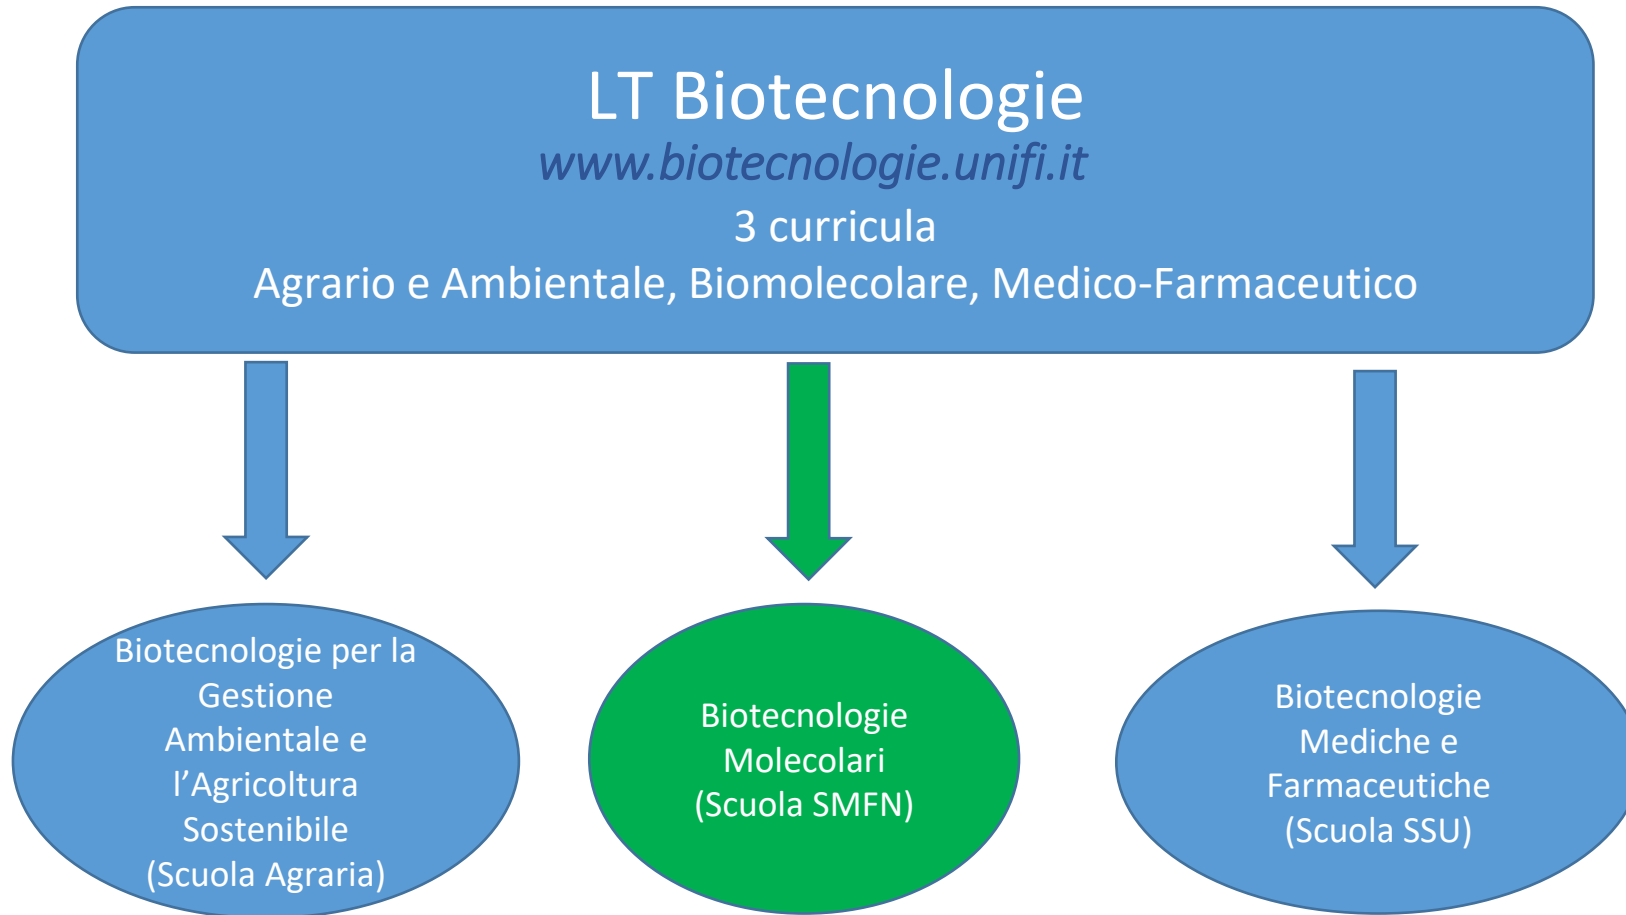 LT Biotecnologie
www.biotecnologie.unifi.it
3 curricula
Agrario e Ambientale, Biomolecolare, Medico-Farmaceutico
Biotecnologie per la
Gestione
Ambientale e
l’Agricoltura
Sostenibile
(Scuola Agraria)
Biotecnologie
Molecolari
(Scuola SMFN)
Biotecnologie
Mediche e
Farmaceutiche
(Scuola SSU)